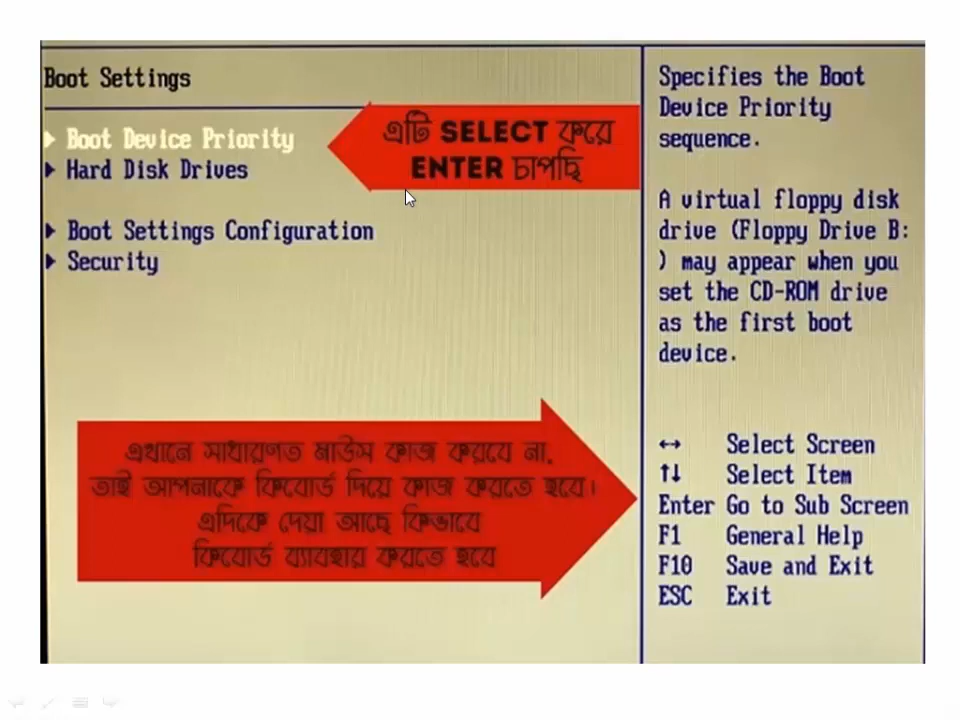 Boot Settings
Boot Device Priority
Hard Disk Drives
Boot Settings Configuration
Security
এটি SELECT করে
ENTER চাপছি
এখানে সাধারণত মাউস কাজ করবে না.
তাই আপনাকে কিবোর্ড দিয়ে কাজ করতে হবে।
এদিকে দেয়া আছে কিভাবে
কিবোর্ড ব্যাবহার করতে হবে
Specifies the Boot
Device Priority
sequence.
A virtual floppy disk
drive (Floppy Drive B:
) may appear when you
set the CD-ROM drive
as the first boot
device.
↔ Select Screen
↑↓ Select Item
Enter Go to Sub Screen
F1 General Help
F10 Save and Exit
ESC Exit